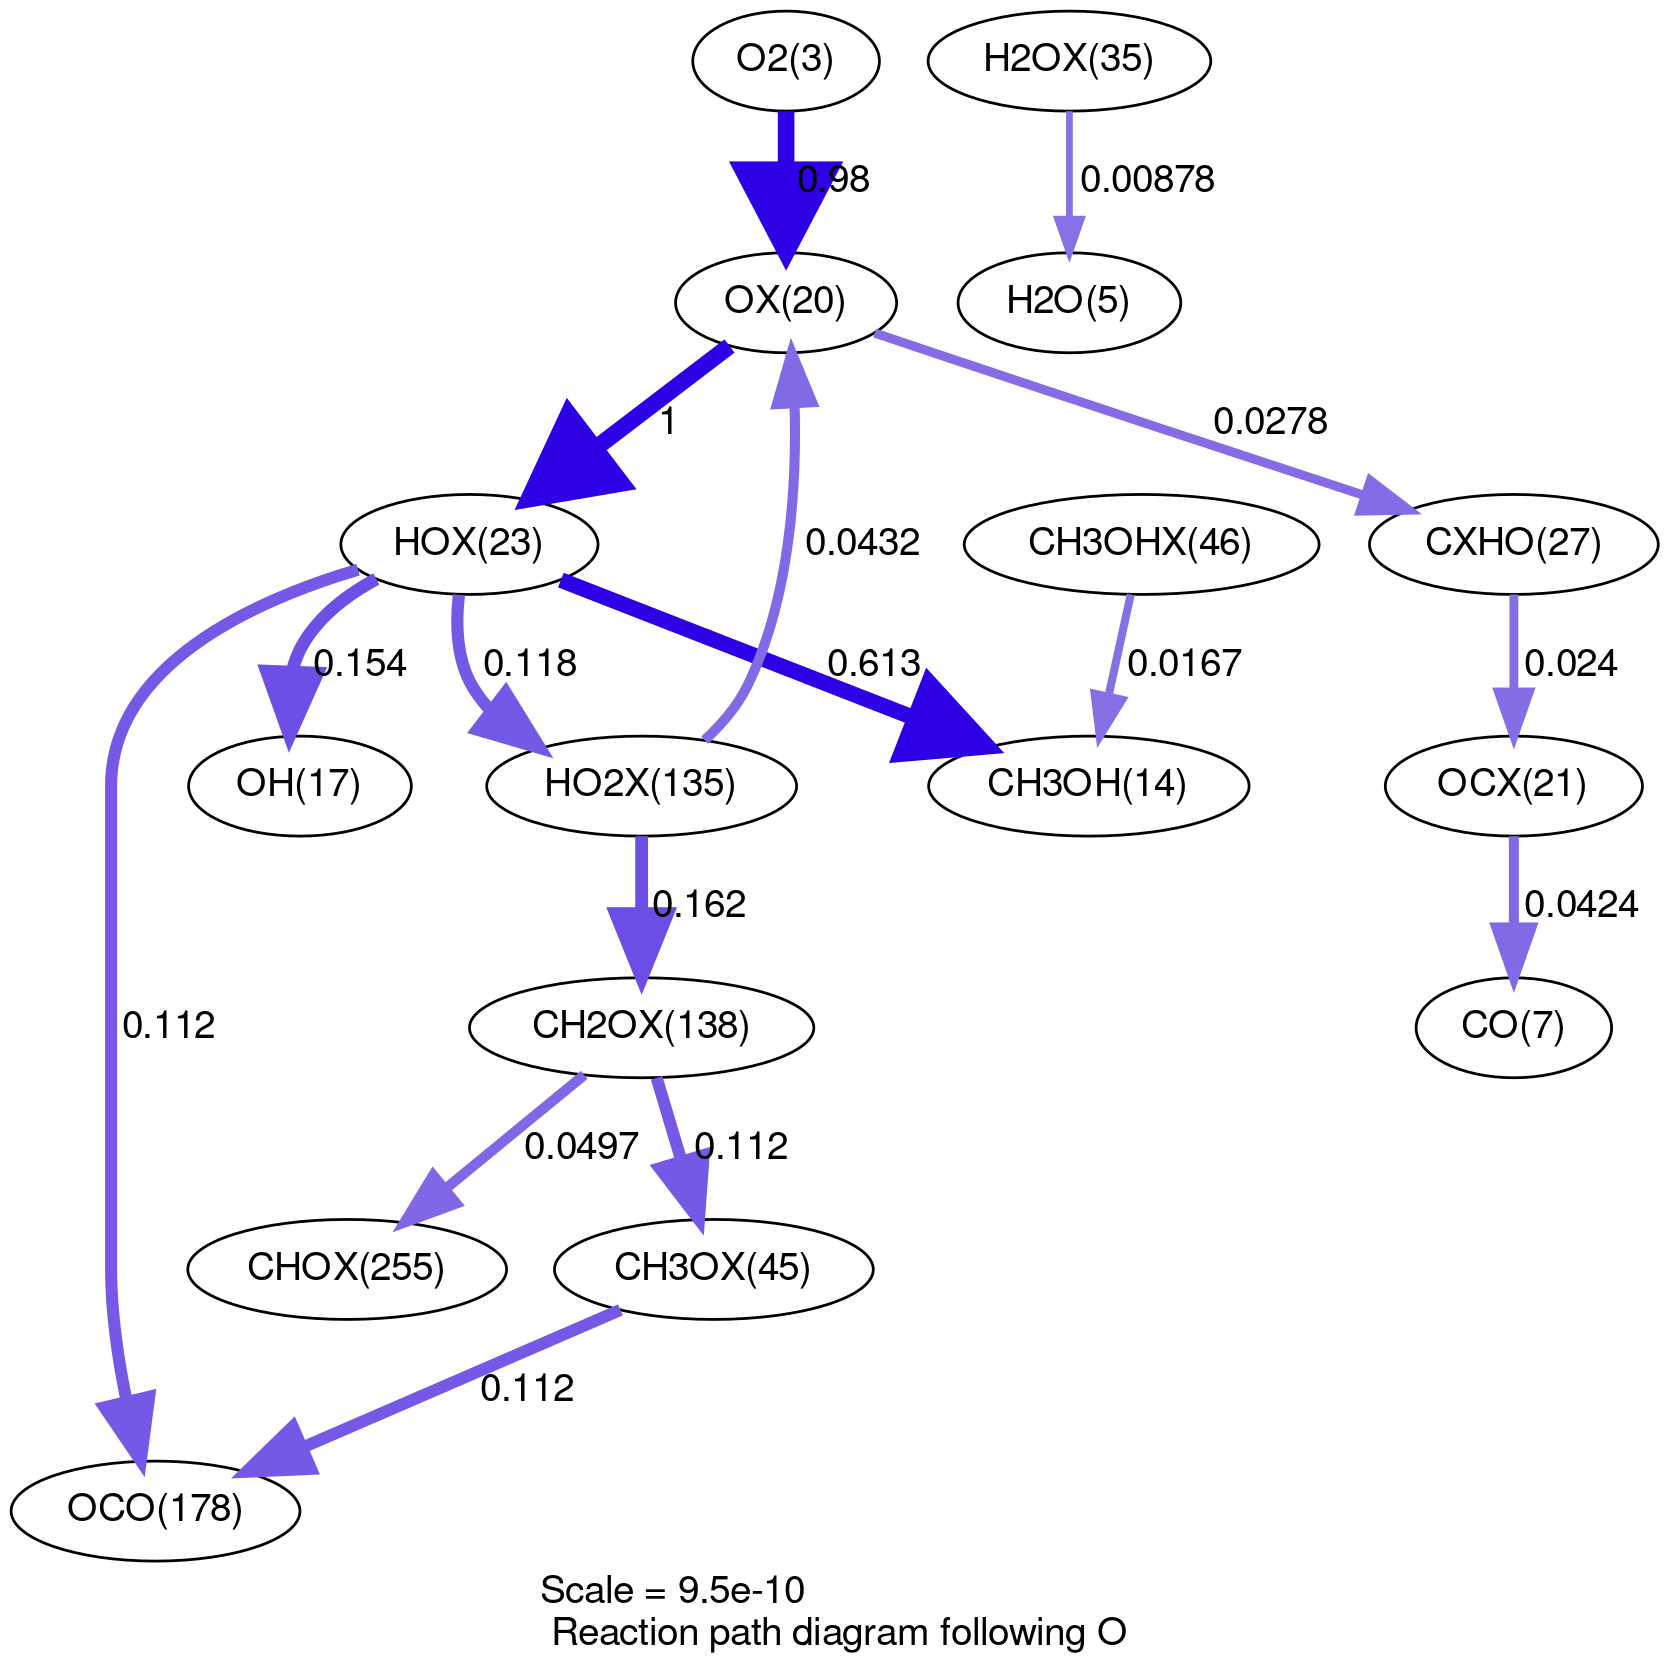 O2(3)
H2OX(35)
0.98
0.00878
OX(20)
H2O(5)
1
0.0278
HOX(23)
0.0432
CH3OHX(46)
CXHO(27)
0.154
0.118
0.613
0.0167
0.024
OH(17)
HO2X(135)
CH3OH(14)
OCX(21)
0.162
0.0424
0.112
CH2OX(138)
CO(7)
0.0497
0.112
CHOX(255)
CH3OX(45)
0.112
OCO(178)
Scale = 9.5e-10
Reaction path diagram following O